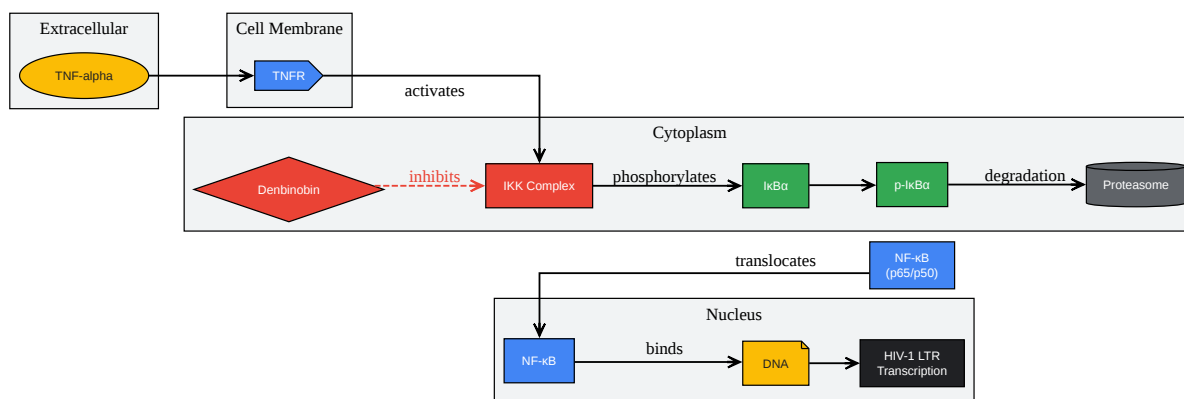 Extracellular
Cell Membrane
TNF-alpha
TNFR
activates
Cytoplasm
Denbinobin
inhibits
IKK Complex
phosphorylates
IκBα
p-IκBα
degradation
Proteasome
translocates
NF-κB
(p65/p50)
Nucleus
NF-κB
binds
DNA
HIV-1 LTR
Transcription